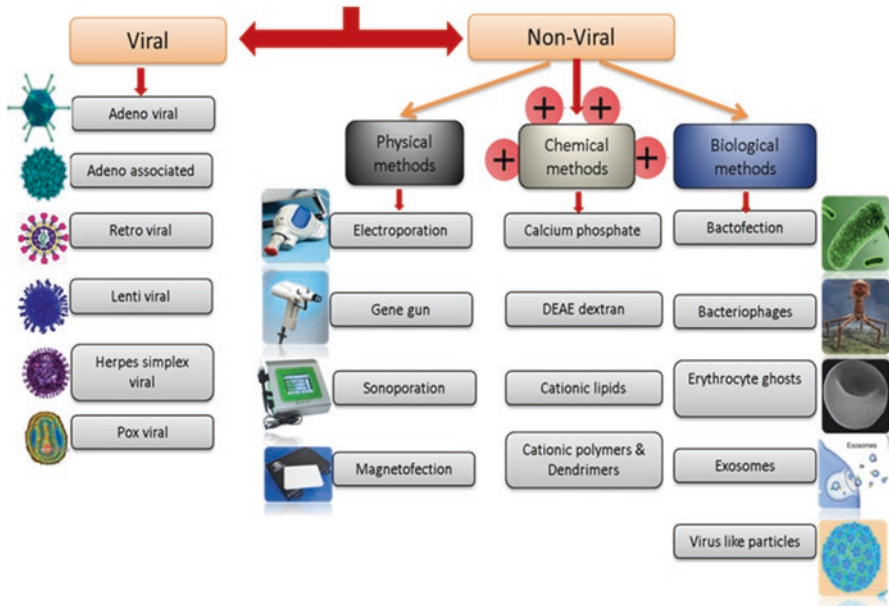 Viral
Non-Viral
Adeno viral
Adeno associated
Retro viral
Lenti viral
Herpes simplex
viral
Pox viral
Physical
methods
Electroporation
Gene gun
Sonoporation
Magnetofection
+
+
+
+
Chemical
methods
Calcium phosphate
DEAE dextran
Cationic lipids
Cationic polymers &
Dendrimers
Biological
methods
Bactofection
Bacteriophages
Erythrocyte ghosts
Exosomes
Exosomes
Virus like particles